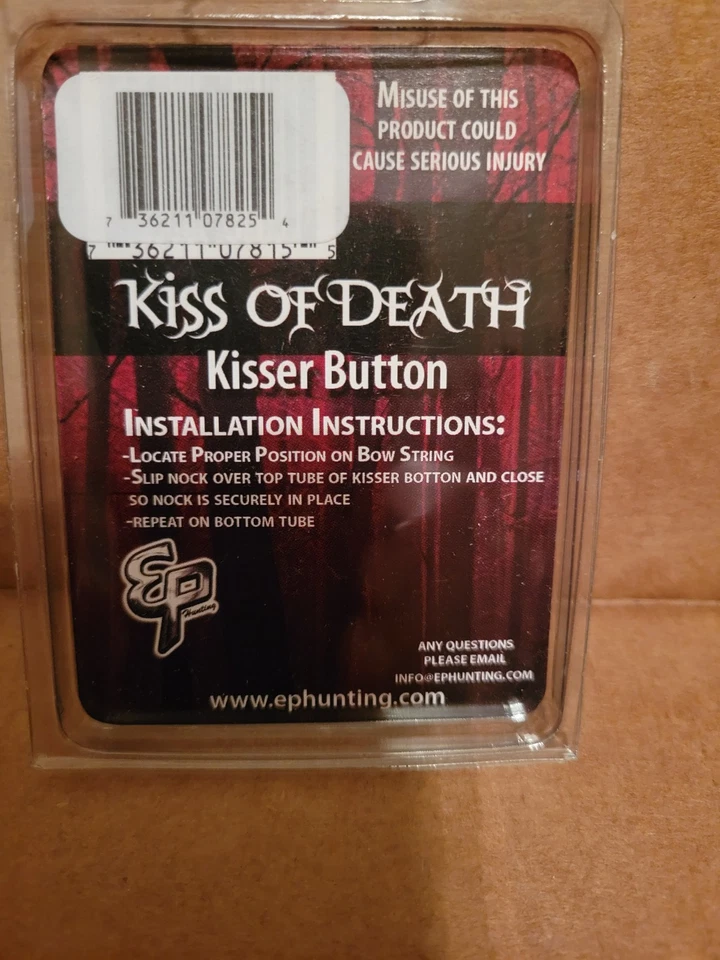 MISUSE OF THIS
PRODUCT COULD
CAUSE SERIOUS INJURY
7 36211 07825 4
7 36211 07815 5
KiSS OF DEATH
Kisser Button
INSTALLATION INSTRUCTIONS:
-LOCATE PROPER POSITION ON BOW STRING
-SLIP NOCK OVER TOP TUBE OF KISSER BOTTON AND CLOSE
SO NOCK IS SECURELY IN PLACE
-REPEAT ON BOTTOM TUBE
EP
Hunting
ANY QUESTIONS
PLEASE EMAIL
INFO@EPHUNTING.COM
www.ephunting.com